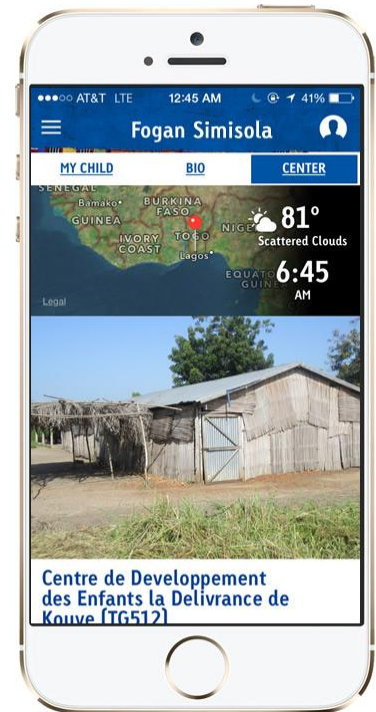 AT&T LTE 12:45 AM 41%
Fogan Simisola
MY CHILD BIO CENTER
SENEGAL
Bamako
BURKINA
FASO
GUINEA
NIGE
81°
IVORY
COAST
TOGO
Scattered Clouds
Lagos
EQUATO
GUINE
6:45
AM
Legal
Centre de Developpement
des Enfants la Delivrance de
Kouve (TG512)